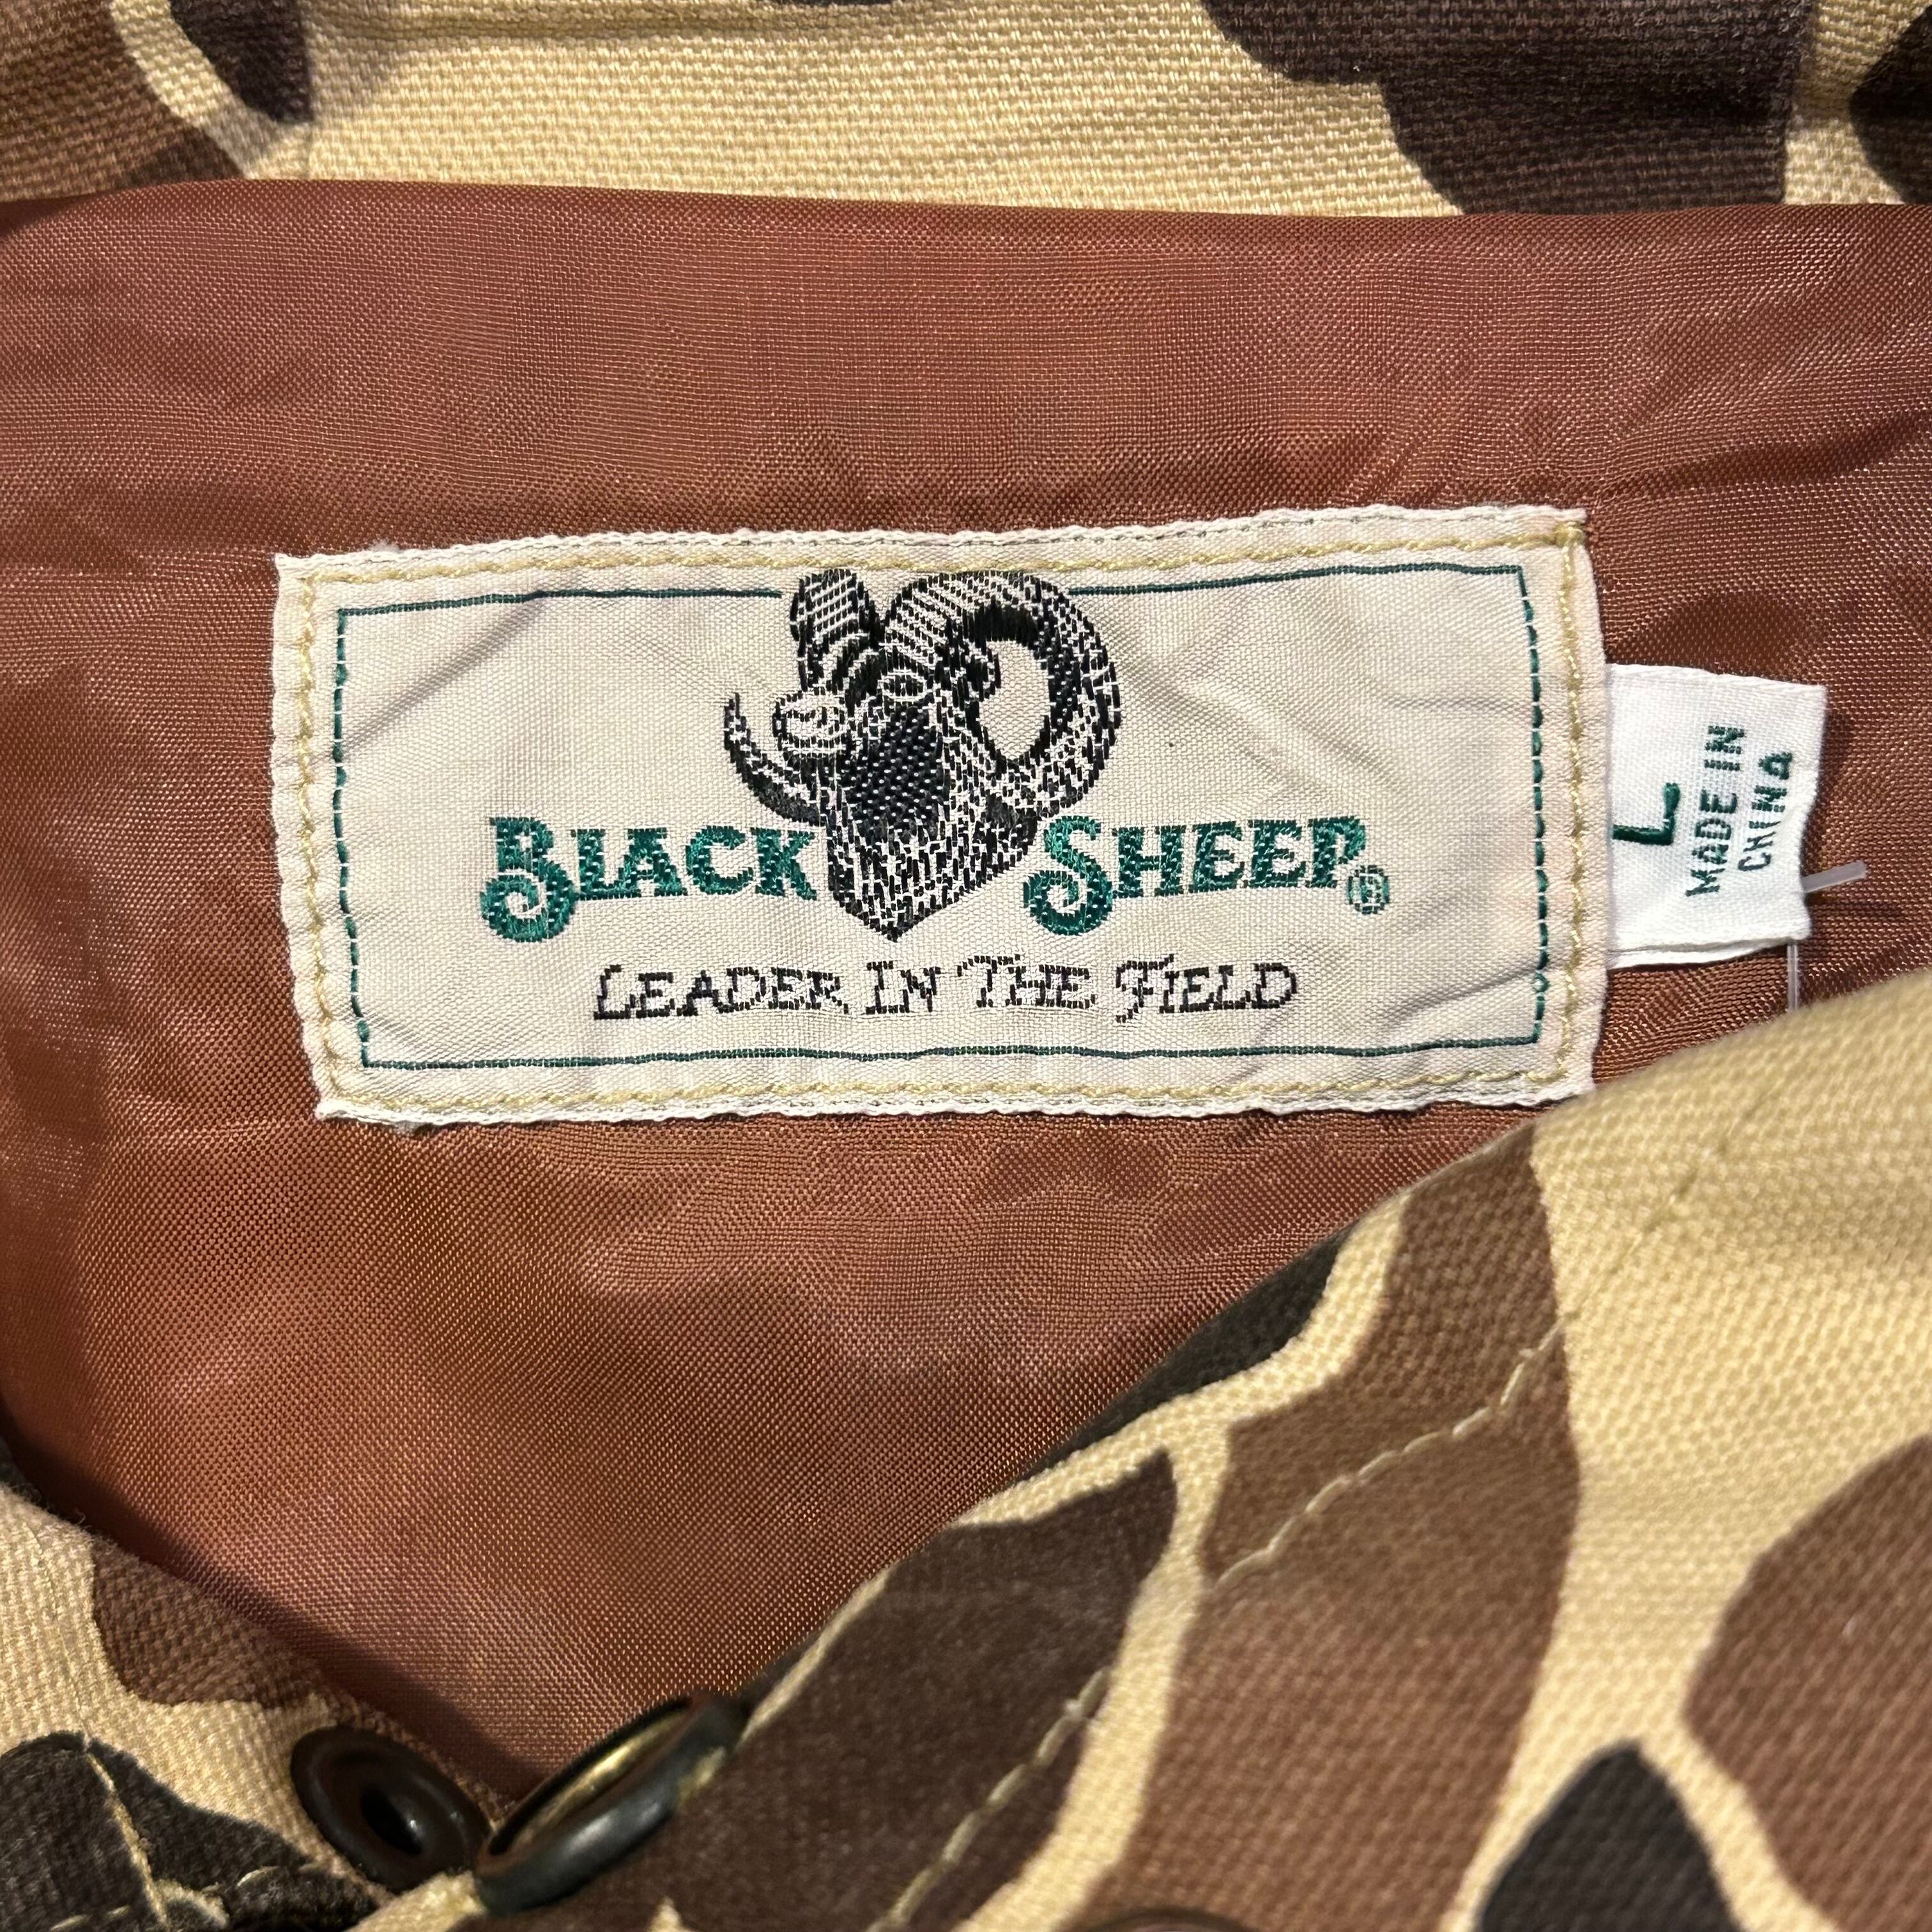 BLACK SHEEP®
LEADER IN THE FIELD
L
MADE IN
CHINA